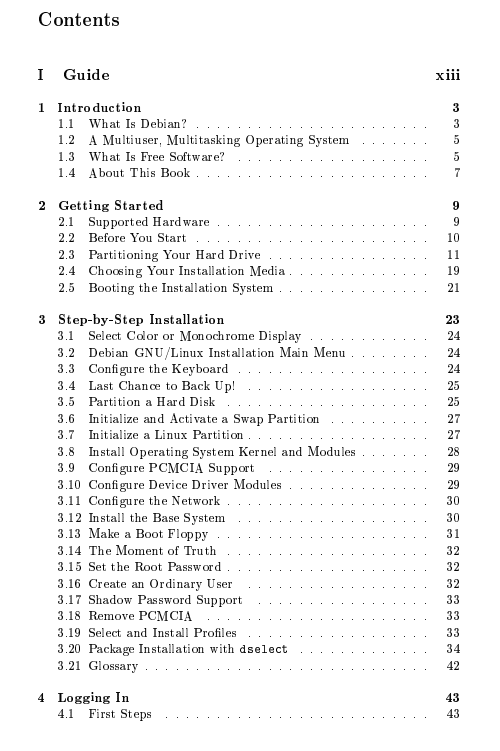 Contents
I Guide xiii
1 Introduction 3
1.1 What Is Debian? . . . . . . . . . . . . . . . . . . . . . . . 3
1.2 A Multiuser, Multitasking Operating System . . . . . . . 5
1.3 What Is Free Software? . . . . . . . . . . . . . . . . . . . 5
1.4 About This Book . . . . . . . . . . . . . . . . . . . . . . . 7
2 Getting Started 9
2.1 Supported Hardware . . . . . . . . . . . . . . . . . . . . . 9
2.2 Before You Start . . . . . . . . . . . . . . . . . . . . . . . 10
2.3 Partitioning Your Hard Drive . . . . . . . . . . . . . . . . 11
2.4 Choosing Your Installation Media . . . . . . . . . . . . . . 19
2.5 Booting the Installation System . . . . . . . . . . . . . . . 21
3 Step-by-Step Installation 23
3.1 Select Color or Monochrome Display . . . . . . . . . . . . 24
3.2 Debian GNU/Linux Installation Main Menu . . . . . . . . 24
3.3 Configure the Keyboard . . . . . . . . . . . . . . . . . . . 24
3.4 Last Chance to Back Up! . . . . . . . . . . . . . . . . . . 25
3.5 Partition a Hard Disk . . . . . . . . . . . . . . . . . . . . 25
3.6 Initialize and Activate a Swap Partition . . . . . . . . . . 27
3.7 Initialize a Linux Partition . . . . . . . . . . . . . . . . . . 27
3.8 Install Operating System Kernel and Modules . . . . . . . 28
3.9 Configure PCMCIA Support . . . . . . . . . . . . . . . . 29
3.10 Configure Device Driver Modules . . . . . . . . . . . . . . 29
3.11 Configure the Network . . . . . . . . . . . . . . . . . . . . 30
3.12 Install the Base System . . . . . . . . . . . . . . . . . . . 30
3.13 Make a Boot Floppy . . . . . . . . . . . . . . . . . . . . . 31
3.14 The Moment of Truth . . . . . . . . . . . . . . . . . . . . 32
3.15 Set the Root Password . . . . . . . . . . . . . . . . . . . . 32
3.16 Create an Ordinary User . . . . . . . . . . . . . . . . . . 32
3.17 Shadow Password Support . . . . . . . . . . . . . . . . . 33
3.18 Remove PCMCIA . . . . . . . . . . . . . . . . . . . . . . 33
3.19 Select and Install Profiles . . . . . . . . . . . . . . . . . . 33
3.20 Package Installation with dselect . . . . . . . . . . . . . 34
3.21 Glossary . . . . . . . . . . . . . . . . . . . . . . . . . . . . 42
4 Logging In 43
4.1 First Steps . . . . . . . . . . . . . . . . . . . . . . . . . . 43